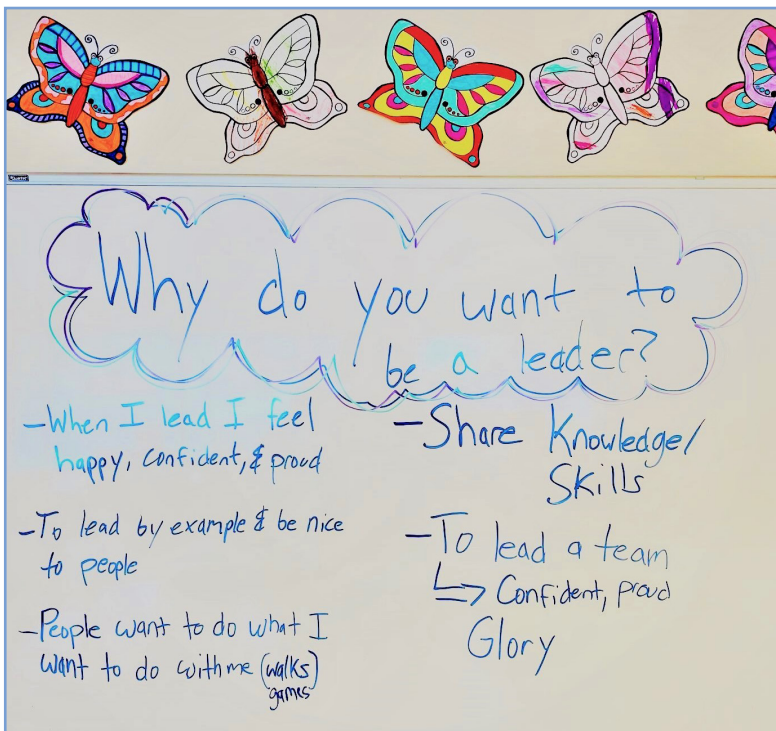 Why do you want to
be a leader?
-When I lead I feel
happy, confident, & proud
-To lead by example & be nice
to people
-People want to do what I
want to do with me (walks)
games
-Share Knowledge/
Skills
-To lead a team
↳> Confident, proud
Glory